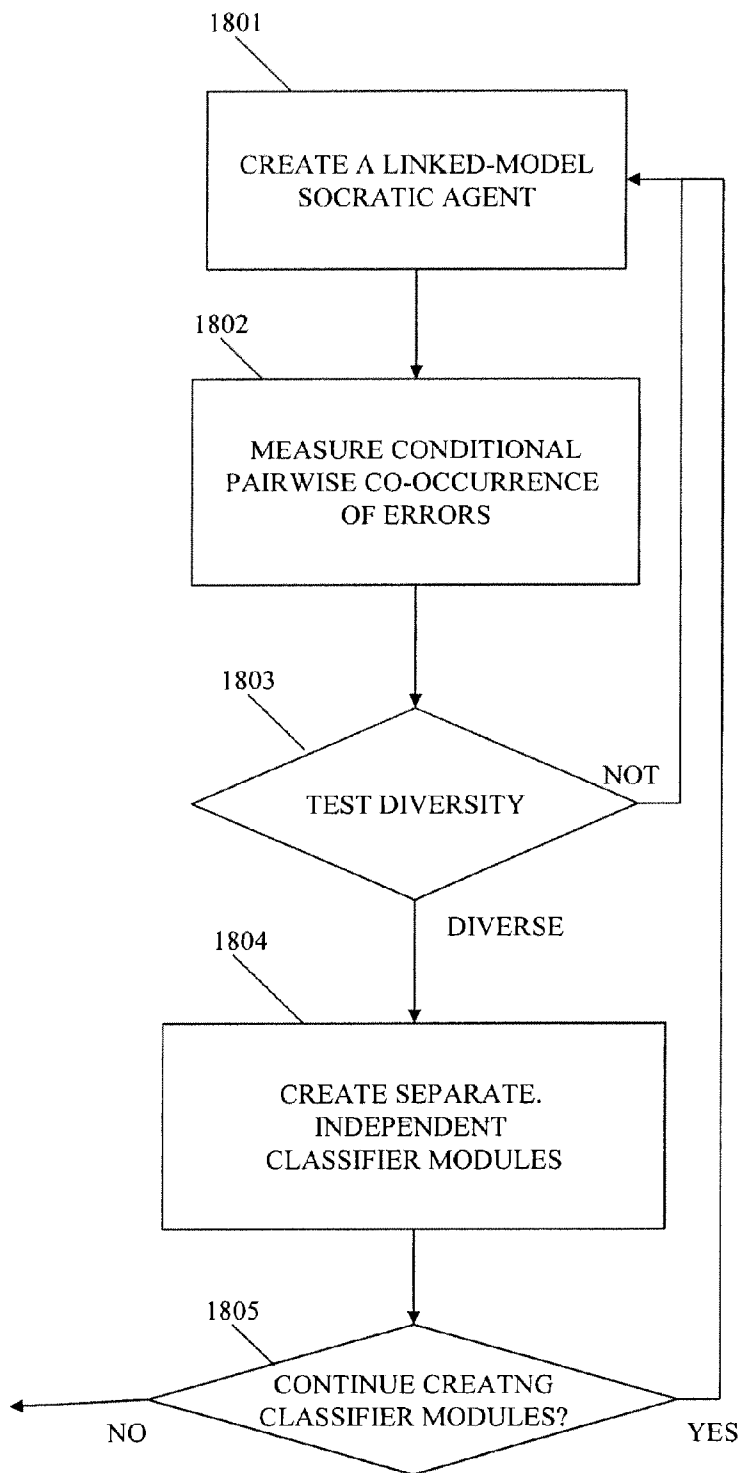 1801
CREATE A LINKED-MODEL
SOCRATIC AGENT
1802
MEASURE CONDITIONAL
PAIRWISE CO-OCCURRENCE
OF ERRORS
1803
TEST DIVERSITY
NOT
DIVERSE
1804
CREATE SEPARATE.
INDEPENDENT
CLASSIFIER MODULES
1805
CONTINUE CREATNG
CLASSIFIER MODULES?
NO
YES